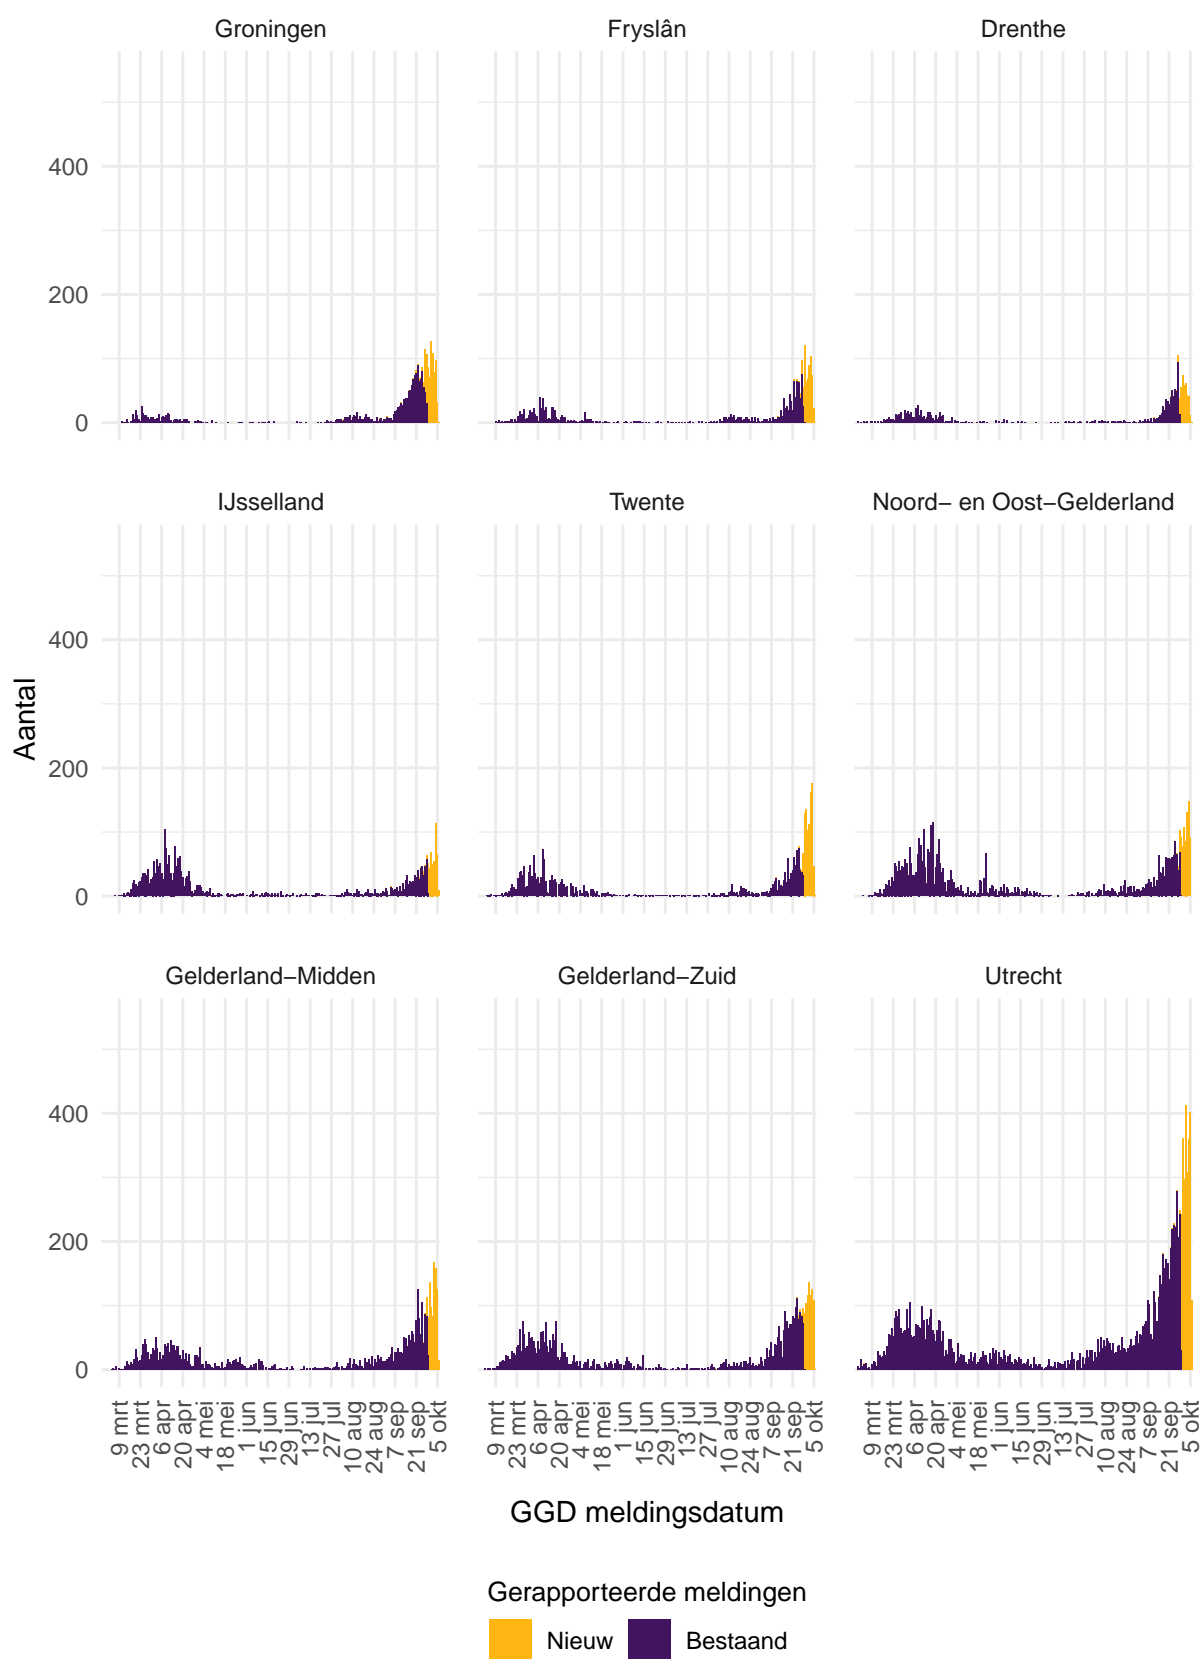 Groningen Fryslân Drenthe
400
200
0
IJsselland Twente Noord− en Oost−Gelderland
400
200
0
Aantal
Gelderland−Midden Gelderland−Zuid Utrecht
400
200
0
9 mrt 23 mrt 6 apr 20 apr 4 mei 18 mei 1 jun 15 jun 29 jun 13 jul 27 jul 10 aug 24 aug 7 sep 21 sep 5 okt
9 mrt 23 mrt 6 apr 20 apr 4 mei 18 mei 1 jun 15 jun 29 jun 13 jul 27 jul 10 aug 24 aug 7 sep 21 sep 5 okt
9 mrt 23 mrt 6 apr 20 apr 4 mei 18 mei 1 jun 15 jun 29 jun 13 jul 27 jul 10 aug 24 aug 7 sep 21 sep 5 okt
GGD meldingsdatum
Gerapporteerde meldingen
Nieuw Bestaand